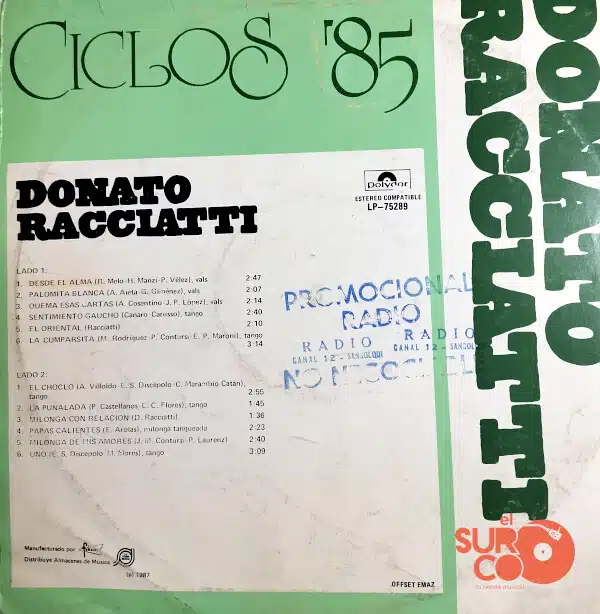 CICLOS '85
DONATO
RACCIATTI
DONATO
RACCIATTI
Polydor
ESTEREO COMPATIBLE
LP-75289
LADO 1:
1. DESDE EL ALMA (R. Melo-H. Manzi-P. Vélez), vals 2:47
2. PALOMITA BLANCA (A. Aieta-G. Giménez), vals 2:07
3. QUEMA ESAS CARTAS (A. Cosentino-J. P. López), vals 2:14
4. SENTIMIENTO GAUCHO (Canaro-Caruso), tango 2:40
5. EL ORIENTAL (Racciatti) 2:10
6. LA CUMPARSITA (M. Rodríguez-P. Contursi-E. P. Maroni), tango
3:14
LADO 2:
1. EL CHOCLO (A. Villoldo-E. S. Discépolo-C. Marambio Catán),
tango 2:55
2. LA PUÑALADA (P. Castellanos-E. C. Flores), tango 1:45
3. MILONGA CON RELACION (D. Racciatti) 1:36
4. PAPAS CALIENTES (E. Arolas), milonga tangueada 2:23
5. MILONGA DE MIS AMORES (J. M. Contursi-P. Laurenz) 2:40
6. UNO (E. S. Discépolo-M. Mores), tango 3:09
PROMOCIONAL
RADIO
RADIO RADIO
CANAL 12 - SANGOLQUI CANAL 12 - SANGOLQUI
NO
Manufacturado por
Distribuye Almacenes de Música
1987
OFFSET EMAZ
el
SUR
CO